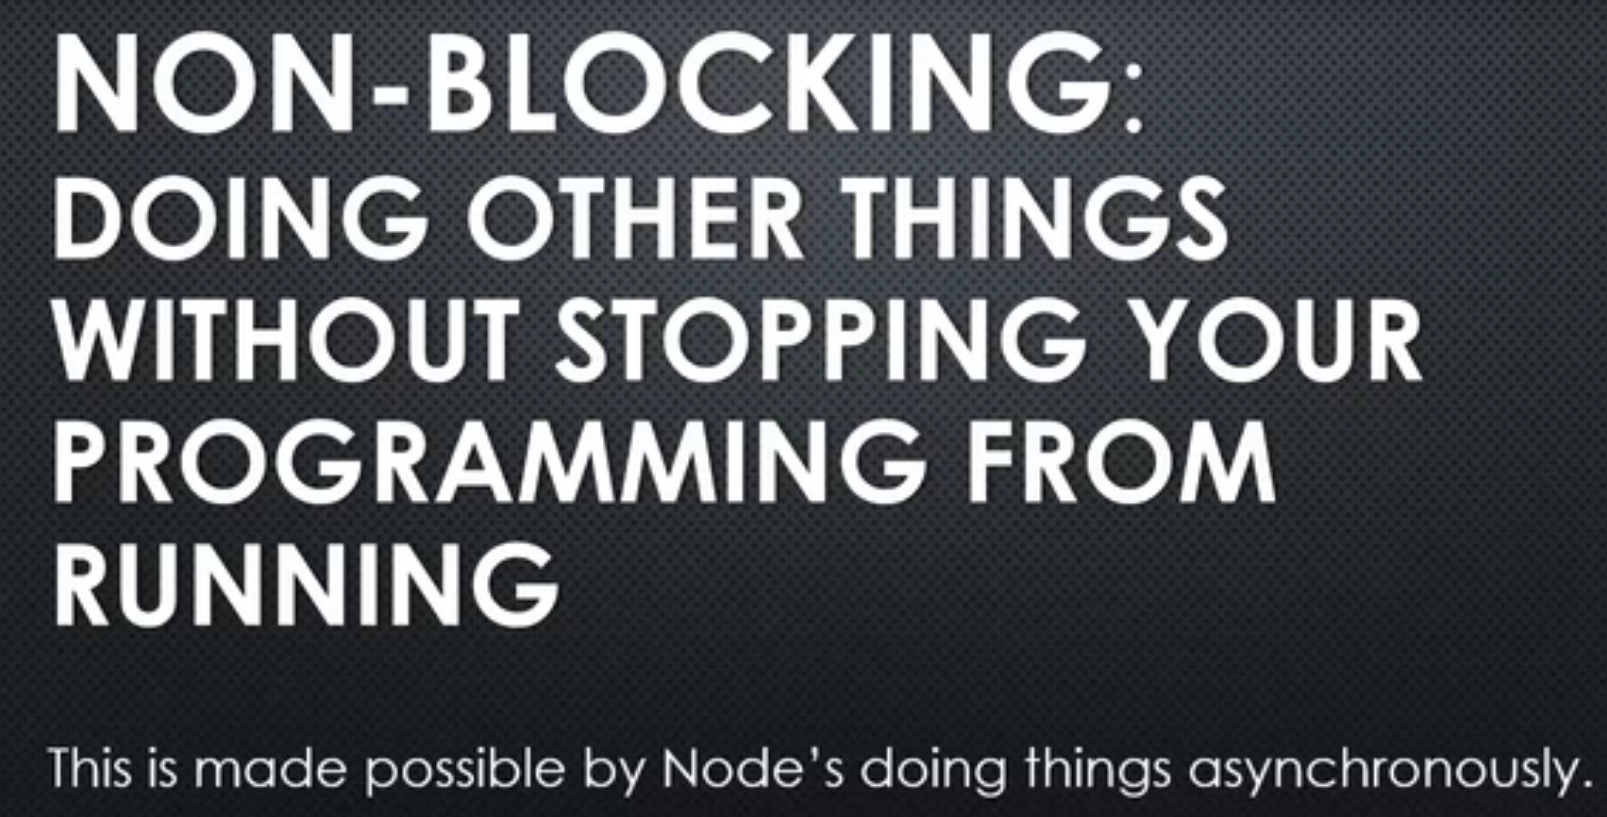 NON-BLOCKING:
DOING OTHER THINGS
WITHOUT STOPPING YOUR
PROGRAMMING FROM
RUNNING
This is made possible by Node’s doing things asynchronously.